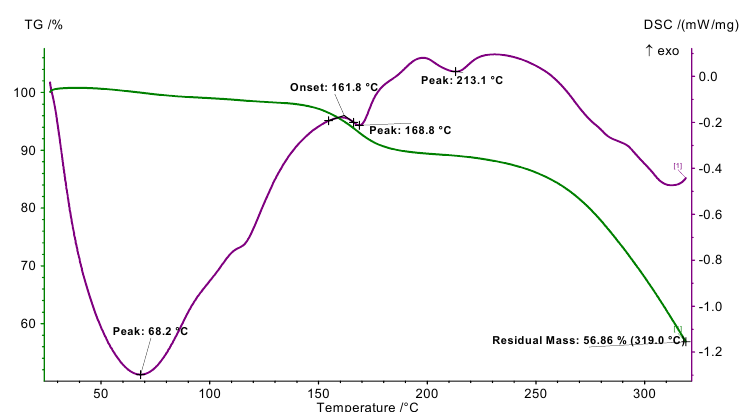 TG /%
DSC /(mW/mg)
↑ exo
100
90
80
70
60
0.0
-0.2
-0.4
-0.6
-0.8
-1.0
-1.2
Onset: 161.8 °C
Peak: 213.1 °C
Peak: 168.8 °C
[1]
Peak: 68.2 °C
[1]
Residual Mass: 56.86 % (319.0 °C)
50
100
150
200
250
300
Temperature /°C